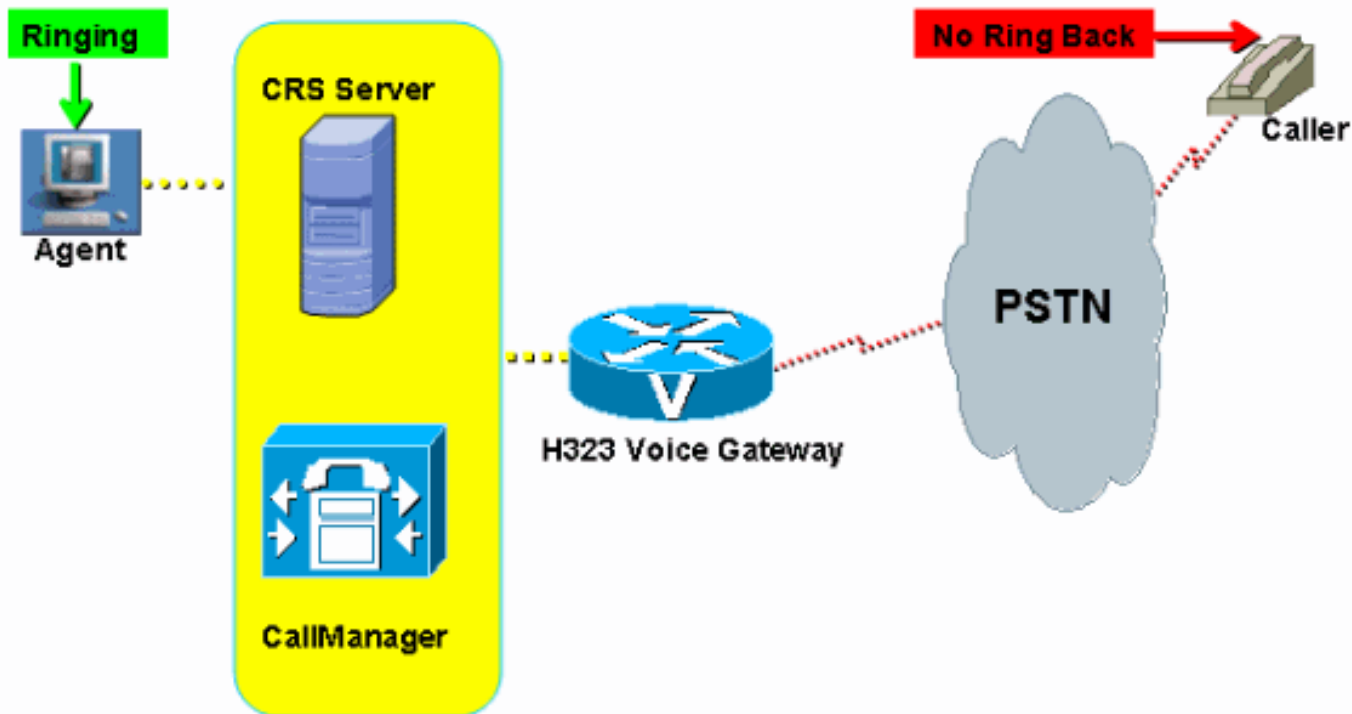 Ringing
No Ring Back
CRS Server
Caller
Agent
PSTN
V
H323 Voice Gateway
CallManager